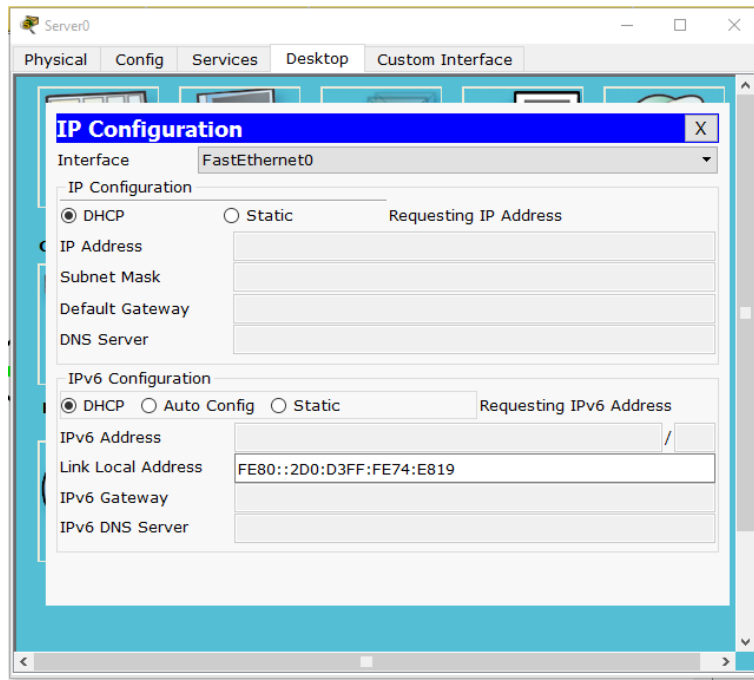 Server0
Physical Config Services Desktop Custom Interface
IP Configuration X
Interface FastEthernet0
IP Configuration
DHCP Static Requesting IP Address
IP Address
Subnet Mask
Default Gateway
DNS Server
IPv6 Configuration
DHCP Auto Config Static Requesting IPv6 Address
IPv6 Address /
Link Local Address FE80::2D0:D3FF:FE74:E819
IPv6 Gateway
IPv6 DNS Server